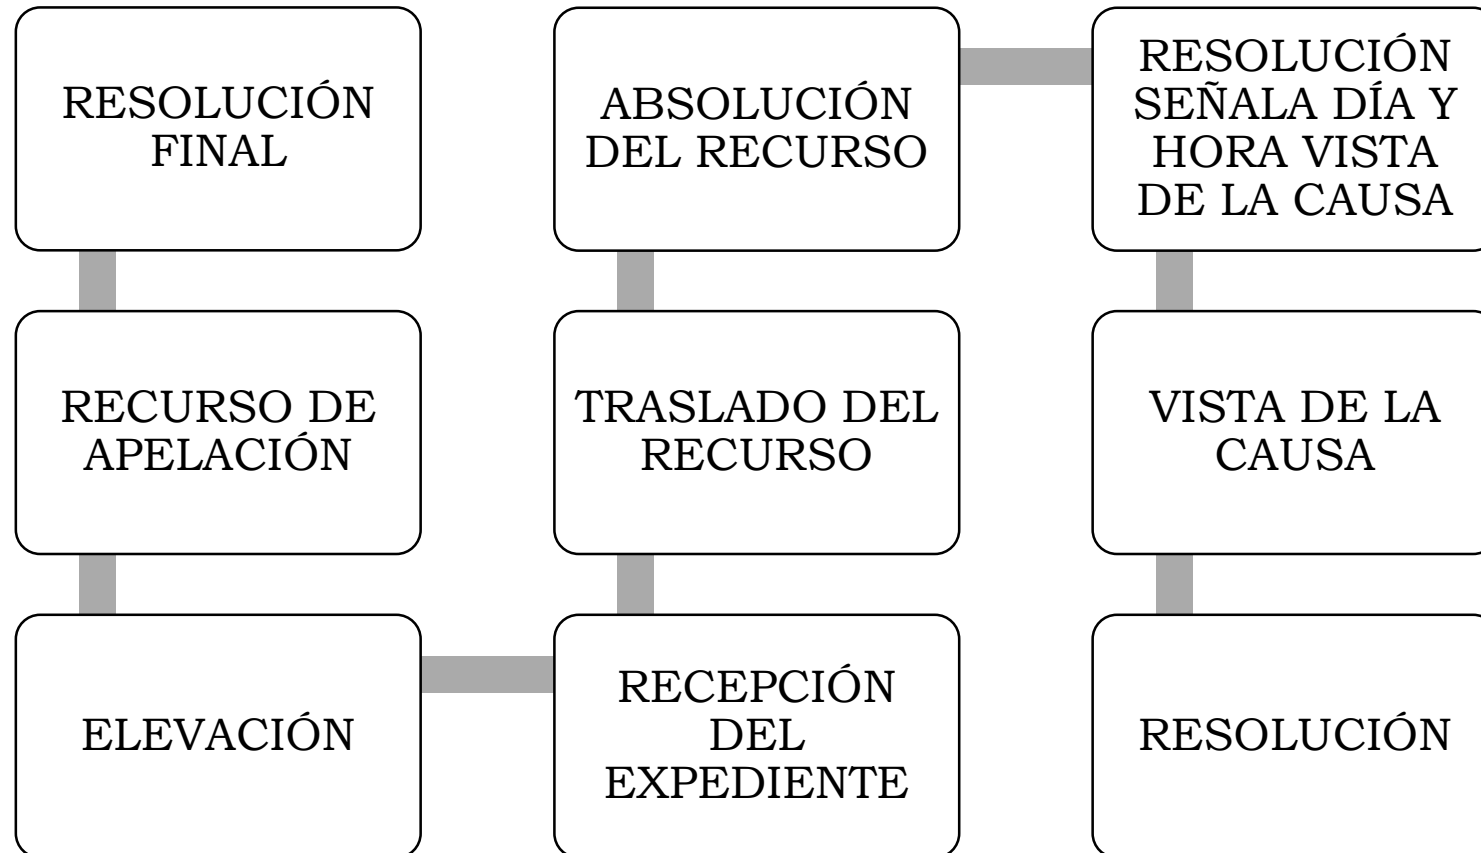 RESOLUCIÓN
FINAL
RECURSO DE
APELACIÓN
ELEVACIÓN
RECEPCIÓN
DEL
EXPEDIENTE
TRASLADO DEL
RECURSO
ABSOLUCIÓN
DEL RECURSO
RESOLUCIÓN
SEÑALA DÍA Y
HORA VISTA
DE LA CAUSA
VISTA DE LA
CAUSA
RESOLUCIÓN